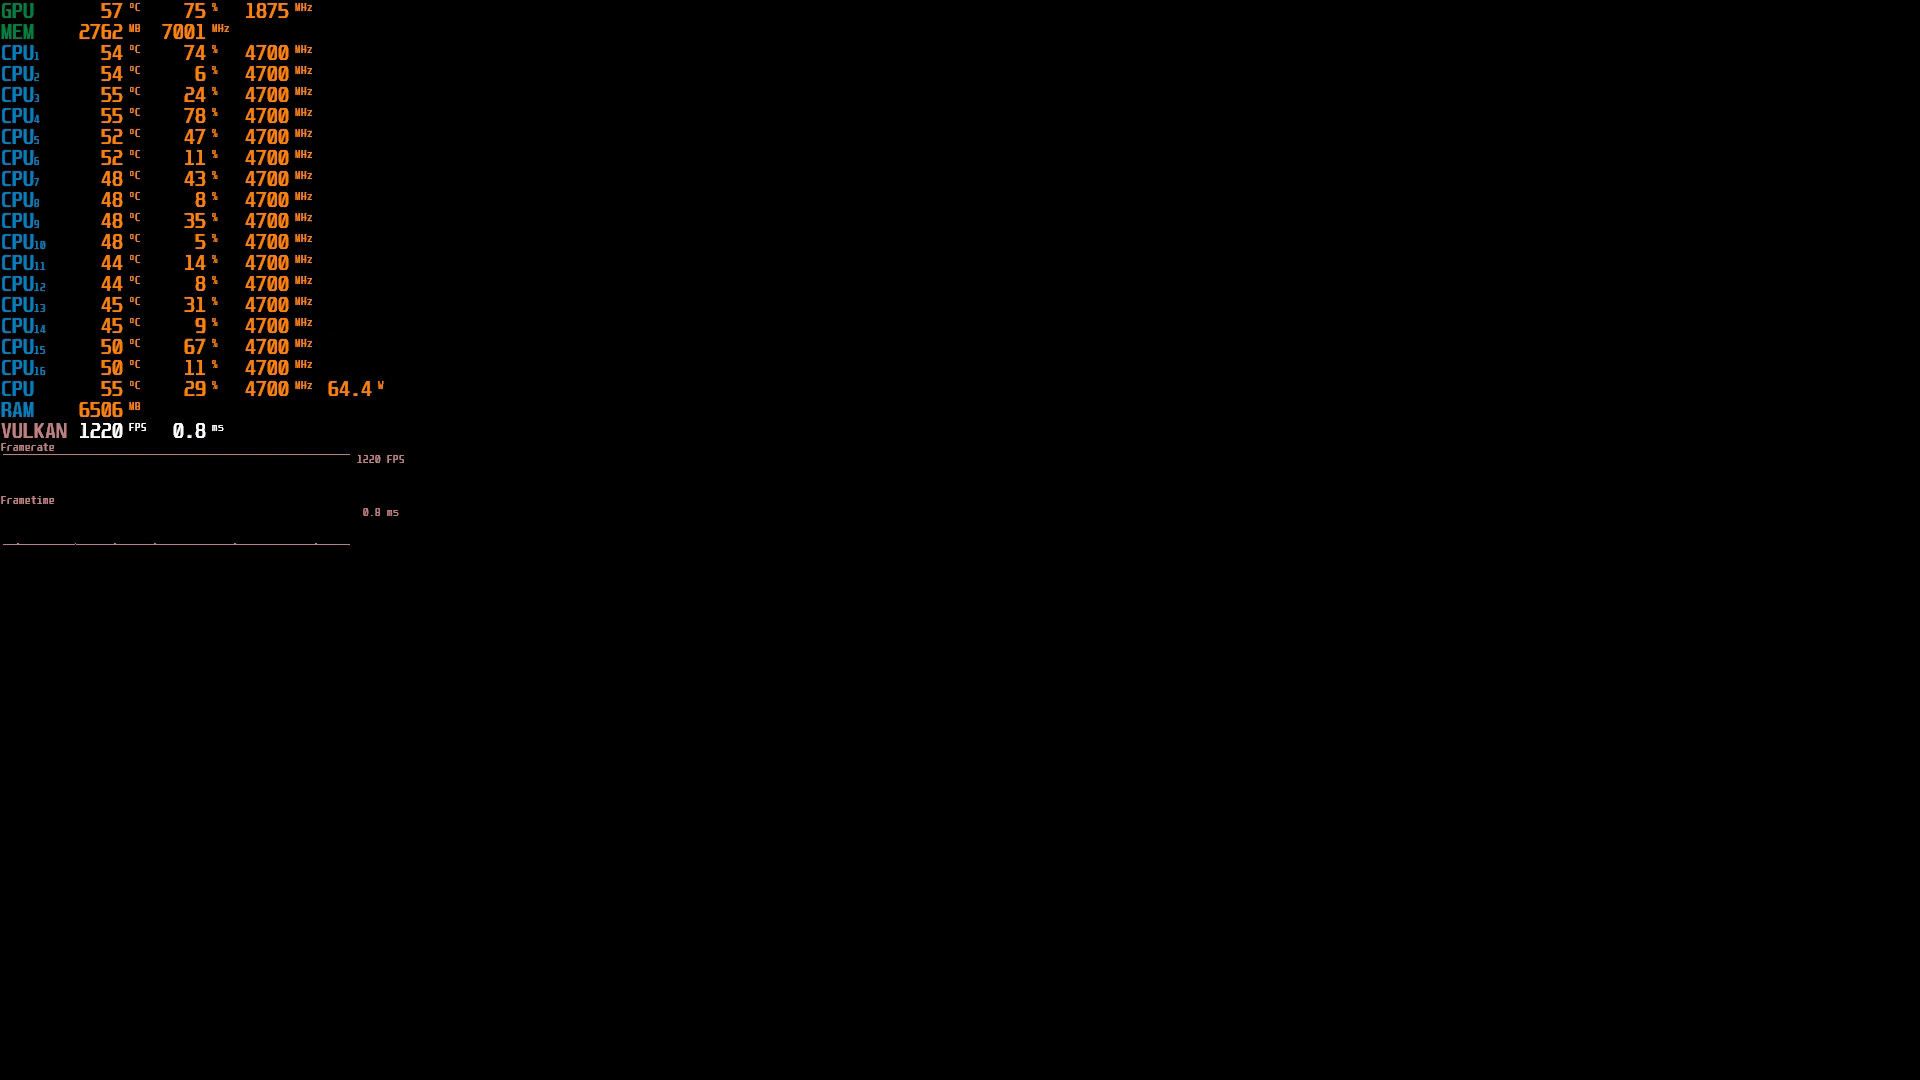 GPU 57 °C 75 % 1875 MHz
MEM 2762 MB 7001 MHz
CPU1 54 °C 74 % 4700 MHz
CPU2 54 °C 6 % 4700 MHz
CPU3 55 °C 24 % 4700 MHz
CPU4 55 °C 78 % 4700 MHz
CPU5 52 °C 47 % 4700 MHz
CPU6 52 °C 11 % 4700 MHz
CPU7 48 °C 43 % 4700 MHz
CPU8 48 °C 8 % 4700 MHz
CPU9 48 °C 35 % 4700 MHz
CPU10 48 °C 5 % 4700 MHz
CPU11 44 °C 14 % 4700 MHz
CPU12 44 °C 8 % 4700 MHz
CPU13 45 °C 31 % 4700 MHz
CPU14 45 °C 9 % 4700 MHz
CPU15 50 °C 67 % 4700 MHz
CPU16 50 °C 11 % 4700 MHz
CPU 55 °C 29 % 4700 MHz 64.4 W
RAM 6506 MB
VULKAN 1220 FPS 0.8 ms
Framerate
1220 FPS
Frametime
0.8 ms